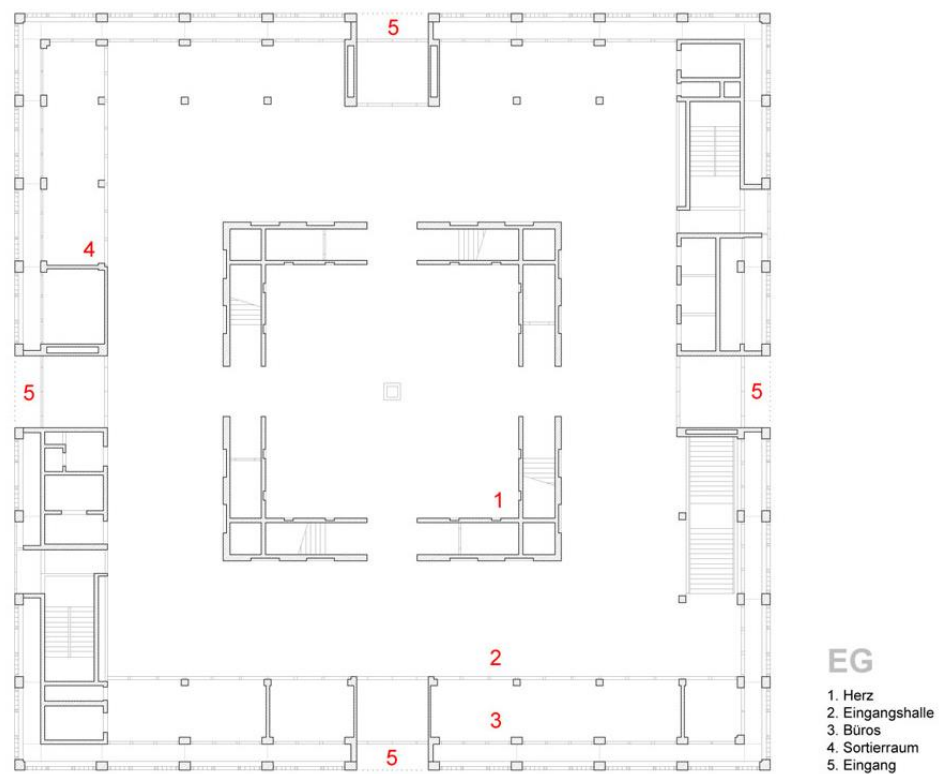 5
4
5
5
1
2
3
5
EG
1. Herz
2. Eingangshalle
3. Büros
4. Sortierraum
5. Eingang